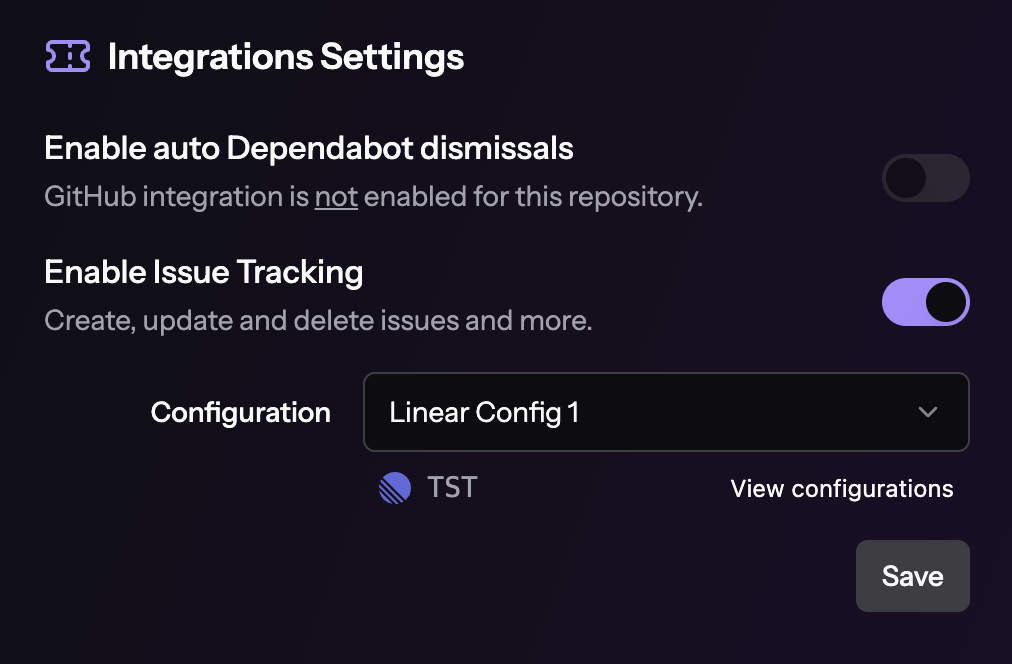 Integrations Settings
Enable auto Dependabot dismissals
GitHub integration is not enabled for this repository.
Enable Issue Tracking
Create, update and delete issues and more.
Configuration
Linear Config 1
TST
View configurations
Save